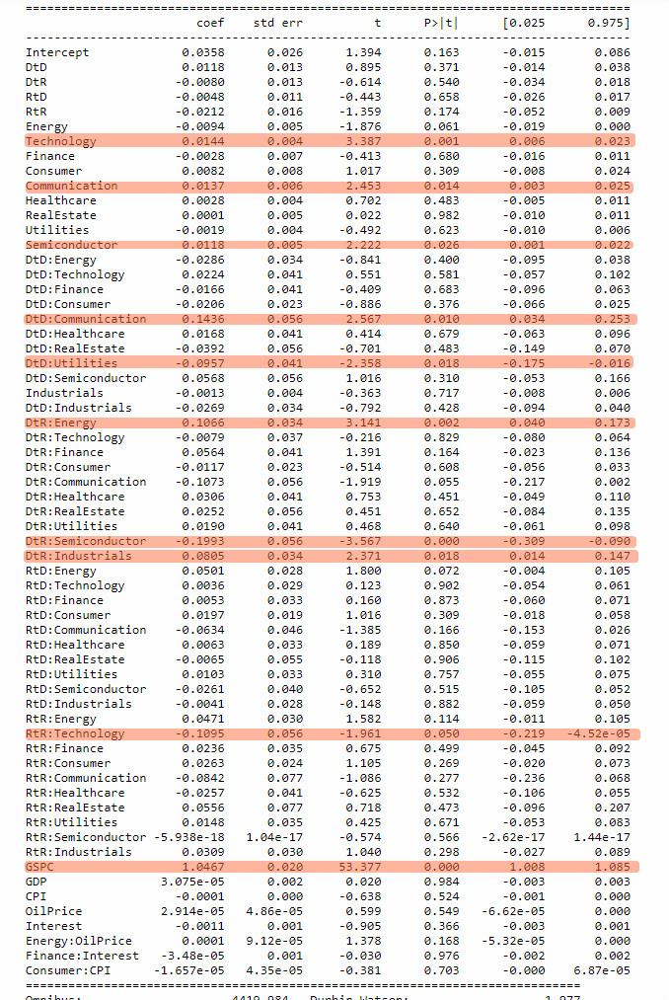 ==============================================================================
coef std err t P>|t| [0.025 0.975]
------------------------------------------------------------------------------
Intercept 0.0358 0.026 1.394 0.163 -0.015 0.086
DtD 0.0118 0.013 0.895 0.371 -0.014 0.038
DtR -0.0080 0.013 -0.614 0.540 -0.034 0.018
RtD -0.0048 0.011 -0.443 0.658 -0.026 0.017
RtR -0.0212 0.016 -1.359 0.174 -0.052 0.009
Energy -0.0094 0.005 -1.876 0.061 -0.019 0.000
Technology 0.0144 0.004 3.387 0.001 0.006 0.023
Finance -0.0028 0.007 -0.413 0.680 -0.016 0.011
Consumer 0.0082 0.008 1.017 0.309 -0.008 0.024
Communication 0.0137 0.006 2.453 0.014 0.003 0.025
Healthcare 0.0028 0.004 0.702 0.483 -0.005 0.011
RealEstate 0.0001 0.005 0.022 0.982 -0.010 0.011
Utilities -0.0019 0.004 -0.492 0.623 -0.010 0.006
Semiconductor 0.0118 0.005 2.222 0.026 0.001 0.022
DtD:Energy -0.0286 0.034 -0.841 0.400 -0.095 0.038
DtD:Technology 0.0224 0.041 0.551 0.581 -0.057 0.102
DtD:Finance -0.0166 0.041 -0.409 0.683 -0.096 0.063
DtD:Consumer -0.0206 0.023 -0.886 0.376 -0.066 0.025
DtD:Communication 0.1436 0.056 2.567 0.010 0.034 0.253
DtD:Healthcare 0.0168 0.041 0.414 0.679 -0.063 0.096
DtD:RealEstate -0.0392 0.056 -0.701 0.483 -0.149 0.070
DtD:Utilities -0.0957 0.041 -2.358 0.018 -0.175 -0.016
DtD:Semiconductor 0.0568 0.056 1.016 0.310 -0.053 0.166
Industrials -0.0013 0.004 -0.363 0.717 -0.008 0.006
DtD:Industrials -0.0269 0.034 -0.792 0.428 -0.094 0.040
DtR:Energy 0.1066 0.034 3.141 0.002 0.040 0.173
DtR:Technology -0.0079 0.037 -0.216 0.829 -0.080 0.064
DtR:Finance 0.0564 0.041 1.391 0.164 -0.023 0.136
DtR:Consumer -0.0117 0.023 -0.514 0.608 -0.056 0.033
DtR:Communication -0.1073 0.056 -1.919 0.055 -0.217 0.002
DtR:Healthcare 0.0306 0.041 0.753 0.451 -0.049 0.110
DtR:RealEstate 0.0252 0.056 0.451 0.652 -0.084 0.135
DtR:Utilities 0.0190 0.041 0.468 0.640 -0.061 0.098
DtR:Semiconductor -0.1993 0.056 -3.567 0.000 -0.309 -0.090
DtR:Industrials 0.0805 0.034 2.371 0.018 0.014 0.147
RtD:Energy 0.0501 0.028 1.800 0.072 -0.004 0.105
RtD:Technology 0.0036 0.029 0.123 0.902 -0.054 0.061
RtD:Finance 0.0053 0.033 0.160 0.873 -0.060 0.071
RtD:Consumer 0.0197 0.019 1.016 0.309 -0.018 0.058
RtD:Communication -0.0634 0.046 -1.385 0.166 -0.153 0.026
RtD:Healthcare 0.0063 0.033 0.189 0.850 -0.059 0.071
RtD:RealEstate -0.0065 0.055 -0.118 0.906 -0.115 0.102
RtD:Utilities 0.0103 0.033 0.310 0.757 -0.055 0.075
RtD:Semiconductor -0.0261 0.040 -0.652 0.515 -0.105 0.052
RtD:Industrials -0.0041 0.028 -0.148 0.882 -0.059 0.050
RtR:Energy 0.0471 0.030 1.582 0.114 -0.011 0.105
RtR:Technology -0.1095 0.056 -1.961 0.050 -0.219 -4.52e-05
RtR:Finance 0.0236 0.035 0.675 0.499 -0.045 0.092
RtR:Consumer 0.0263 0.024 1.105 0.269 -0.020 0.073
RtR:Communication -0.0842 0.077 -1.086 0.277 -0.236 0.068
RtR:Healthcare -0.0257 0.041 -0.625 0.532 -0.106 0.055
RtR:RealEstate 0.0556 0.077 0.718 0.473 -0.096 0.207
RtR:Utilities 0.0148 0.035 0.425 0.671 -0.053 0.083
RtR:Semiconductor -5.938e-18 1.04e-17 -0.574 0.566 -2.62e-17 1.44e-17
RtR:Industrials 0.0309 0.030 1.040 0.298 -0.027 0.089
GSPC 1.0467 0.020 53.377 0.000 1.008 1.085
GDP 3.075e-05 0.002 0.020 0.984 -0.003 0.003
CPI -0.0001 0.000 -0.638 0.524 -0.001 0.000
OilPrice 2.914e-05 4.86e-05 0.599 0.549 -6.62e-05 0.000
Interest -0.0011 0.001 -0.905 0.366 -0.003 0.001
Energy:OilPrice 0.0001 9.12e-05 1.378 0.168 -5.32e-05 0.000
Finance:Interest -3.48e-05 0.001 -0.030 0.976 -0.002 0.002
Consumer:CPI -1.657e-05 4.35e-05 -0.381 0.703 -0.000 6.87e-05
==============================================================================
Omnibus: 4419.984 Durbin-Watson: 1.977